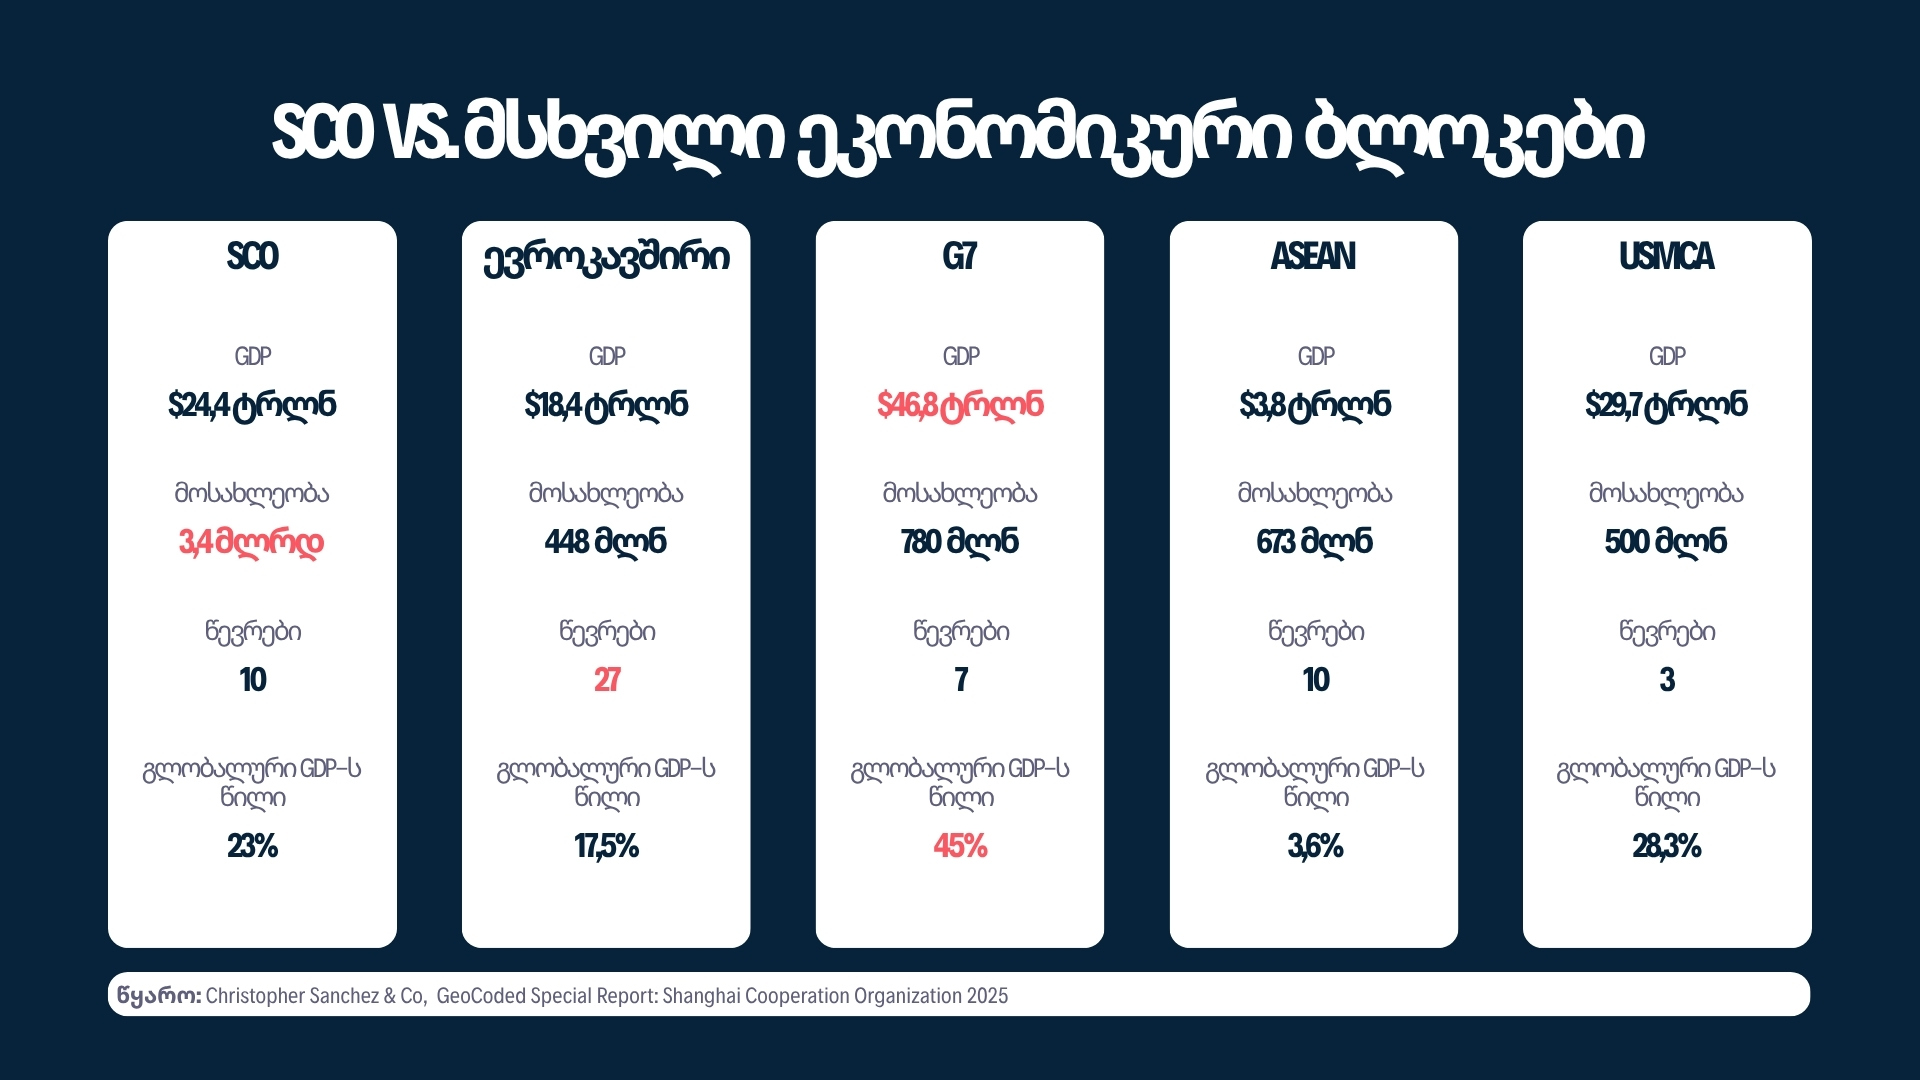 SCO VS. მსხვილი ეკონომიკური ბლოკები
SCO
GDP
$24,4 ტრლნ
მოსახლეობა
3,4 მლრდ
წევრები
10
გლობალური GDP–ს
წილი
23%
ევროკავშირი
GDP
$18,4 ტრლნ
მოსახლეობა
448 მლნ
წევრები
27
გლობალური GDP–ს
წილი
17,5%
G7
GDP
$46,8 ტრლნ
მოსახლეობა
780 მლნ
წევრები
7
გლობალური GDP–ს
წილი
45%
ASEAN
GDP
$3,8 ტრლნ
მოსახლეობა
673 მლნ
წევრები
10
გლობალური GDP–ს
წილი
3,6%
USMCA
GDP
$29,7 ტრლნ
მოსახლეობა
500 მლნ
წევრები
3
გლობალური GDP–ს
წილი
28,3%
წყარო: Christopher Sanchez & Co, GeoCoded Special Report: Shanghai Cooperation Organization 2025